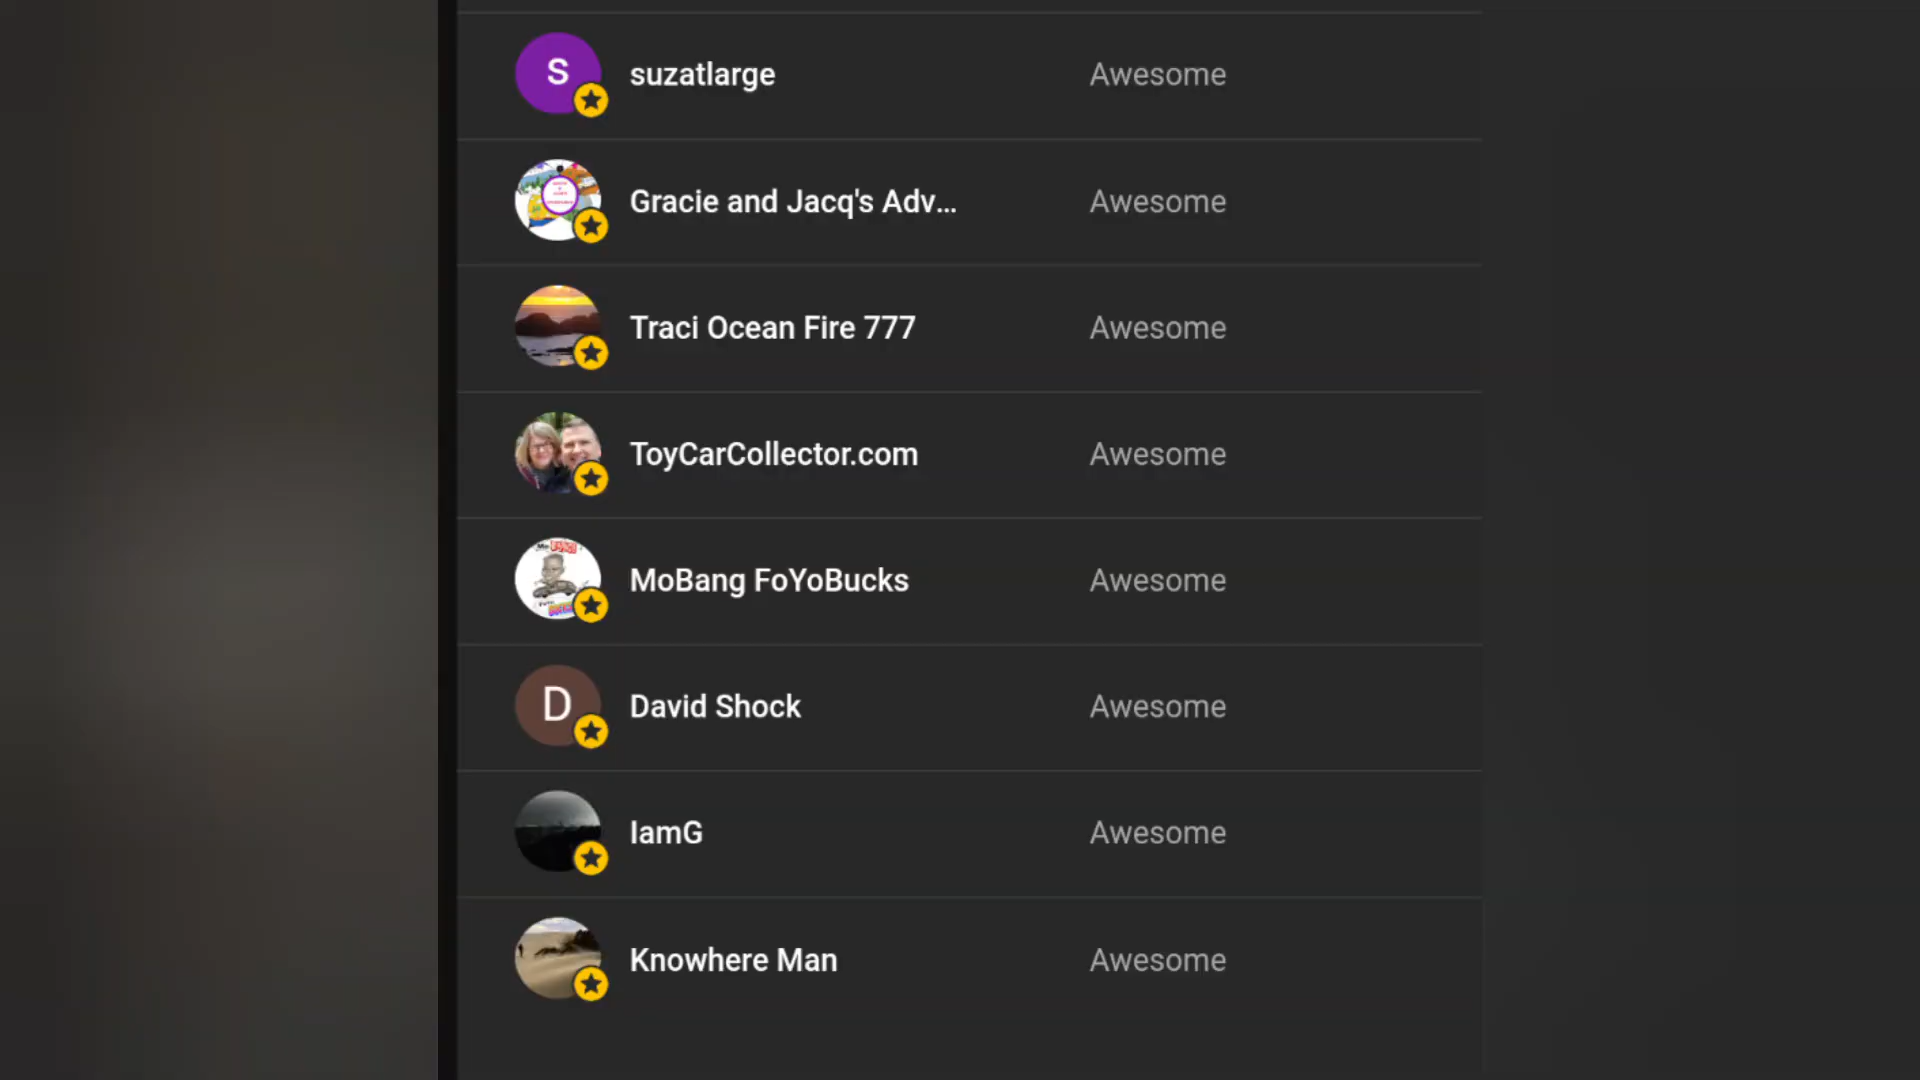 S suzatlarge Awesome
Gracie and Jacq's Adv... Awesome
Traci Ocean Fire 777 Awesome
ToyCarCollector.com Awesome
MoBang FoYoBucks Awesome
D David Shock Awesome
IamG Awesome
Knowhere Man Awesome